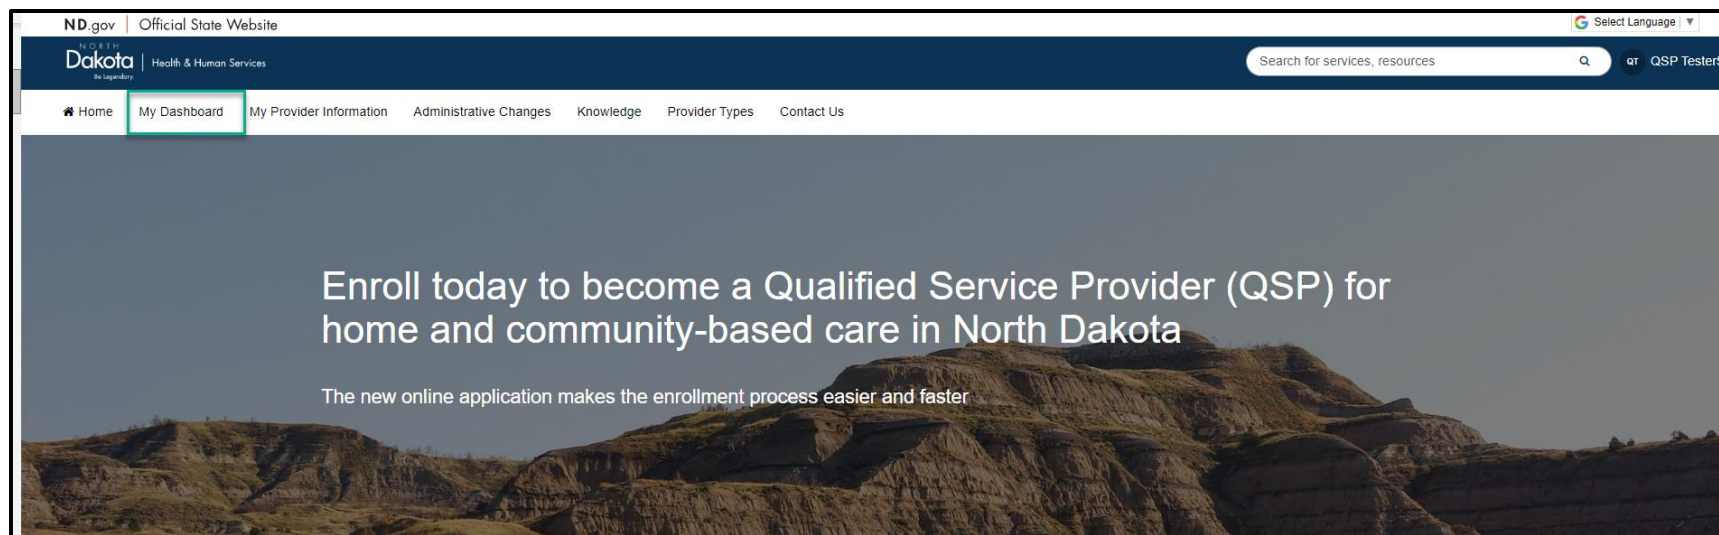 ND.gov | Official State Website
Select Language ▼
NORTH
Dakota | Health & Human Services
Be Legendary.
Search for services, resources
QT QSP Tester
Home My Dashboard My Provider Information Administrative Changes Knowledge Provider Types Contact Us
Enroll today to become a Qualified Service Provider (QSP) for
home and community-based care in North Dakota
The new online application makes the enrollment process easier and faster